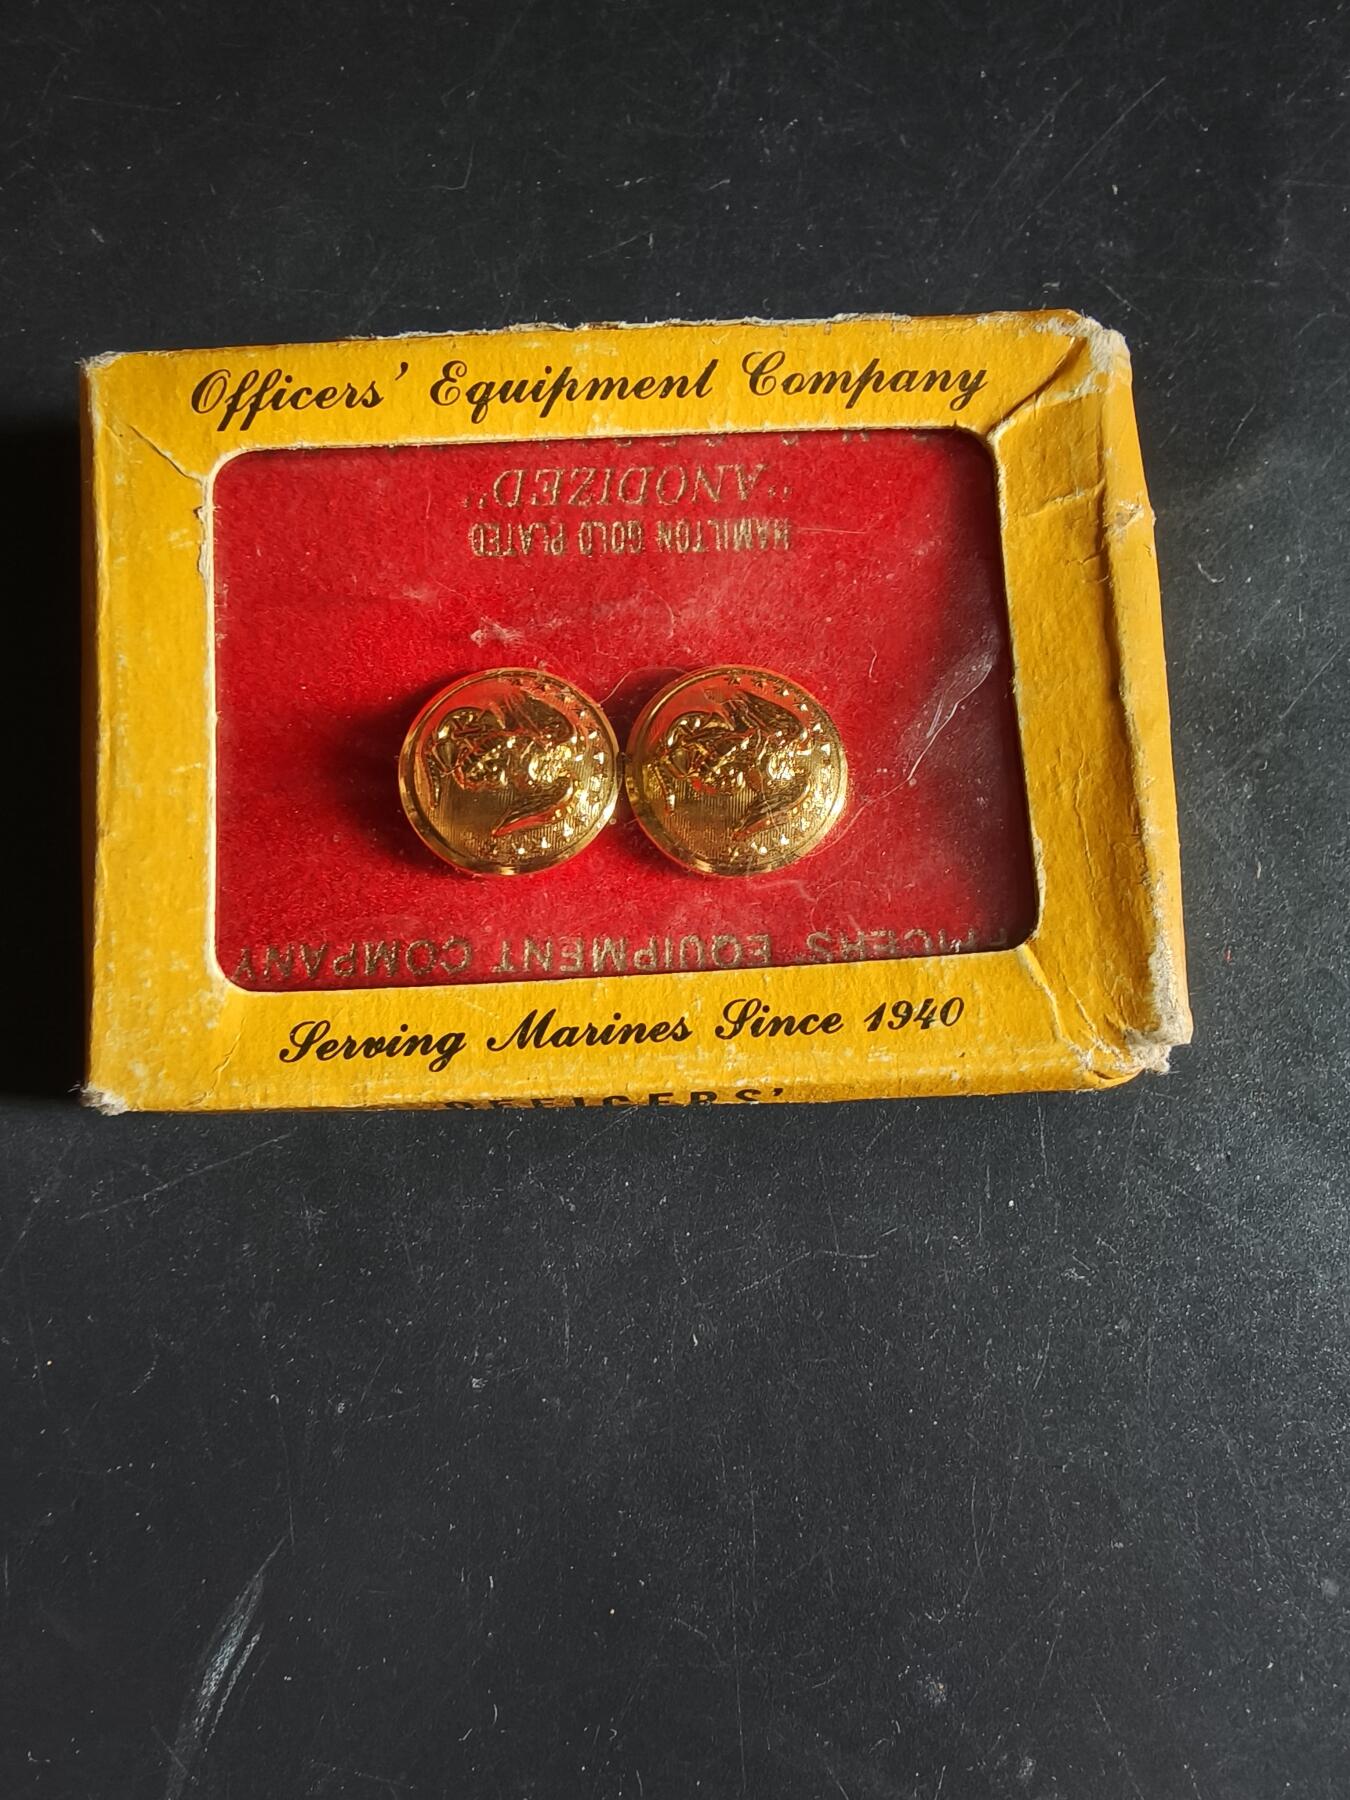 Officers' Equipment Company
"ANODIZED"
HAMILTON GOLD PLATED
EQUIPMENT COMPANY
Serving Marines Since 1940
OFFICERS'